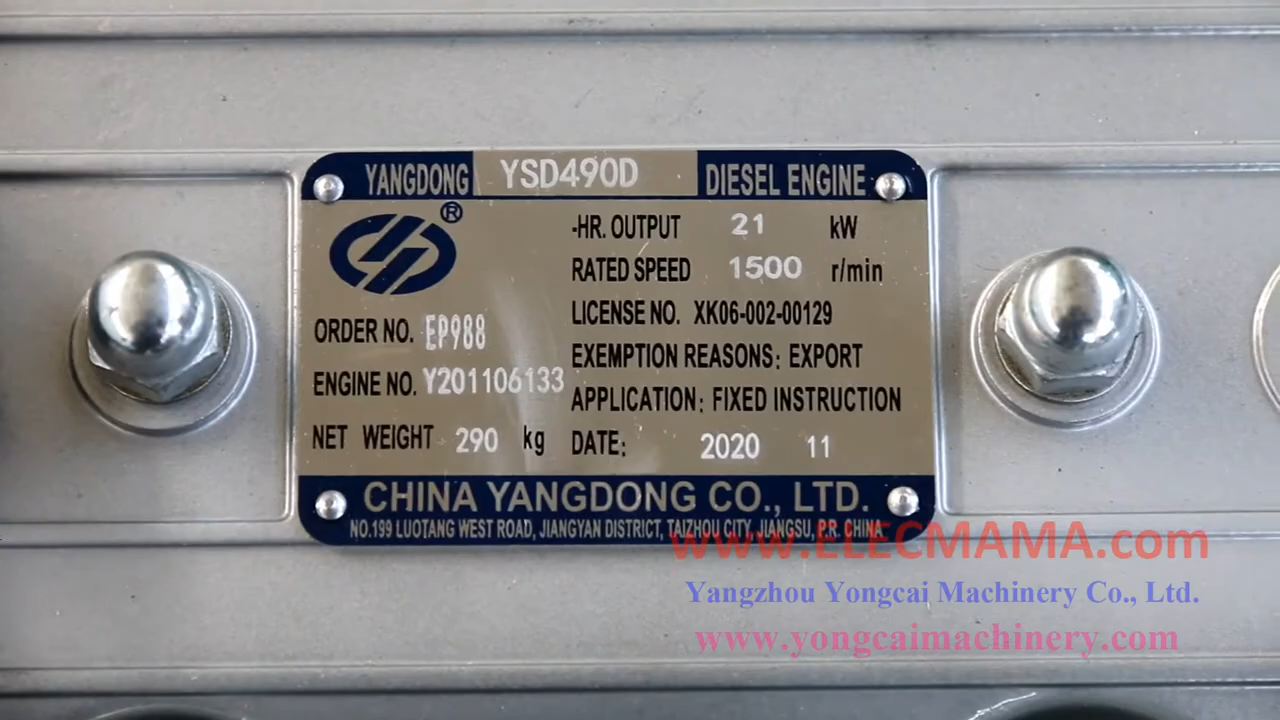 YANGDONG YSD490D DIESEL ENGINE
®
-HR. OUTPUT 21 kW
RATED SPEED 1500 r/min
LICENSE NO. XK06-002-00129
ORDER NO. EP988
EXEMPTION REASONS: EXPORT
ENGINE NO. Y201106133
APPLICATION: FIXED INSTRUCTION
NET WEIGHT 290 kg
DATE: 2020 11
CHINA YANGDONG CO., LTD.
NO.199 LUOTANG WEST ROAD, JIANGYAN DISTRICT, TAIZHOU CITY, JIANGSU, P.R. CHINA
www.ELECMAMA.com
Yangzhou Yongcai Machinery Co., Ltd.
www.yongcaimachinery.com